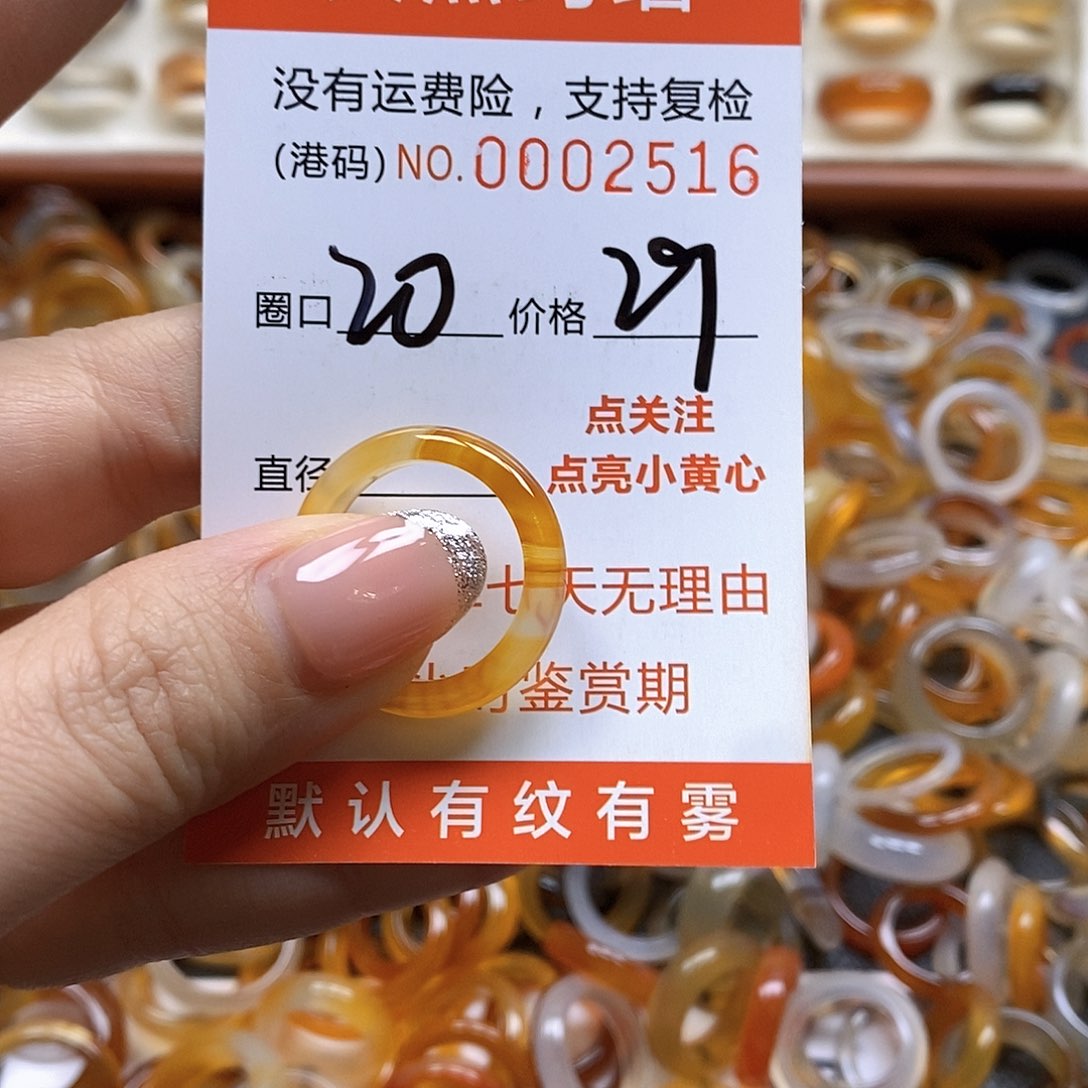 没有运费险，支持复检
(港码) NO.0002516
圈口 20 价格 29
点关注
直径 点亮小黄心
七天无理由
鉴赏期
默认有纹有雾